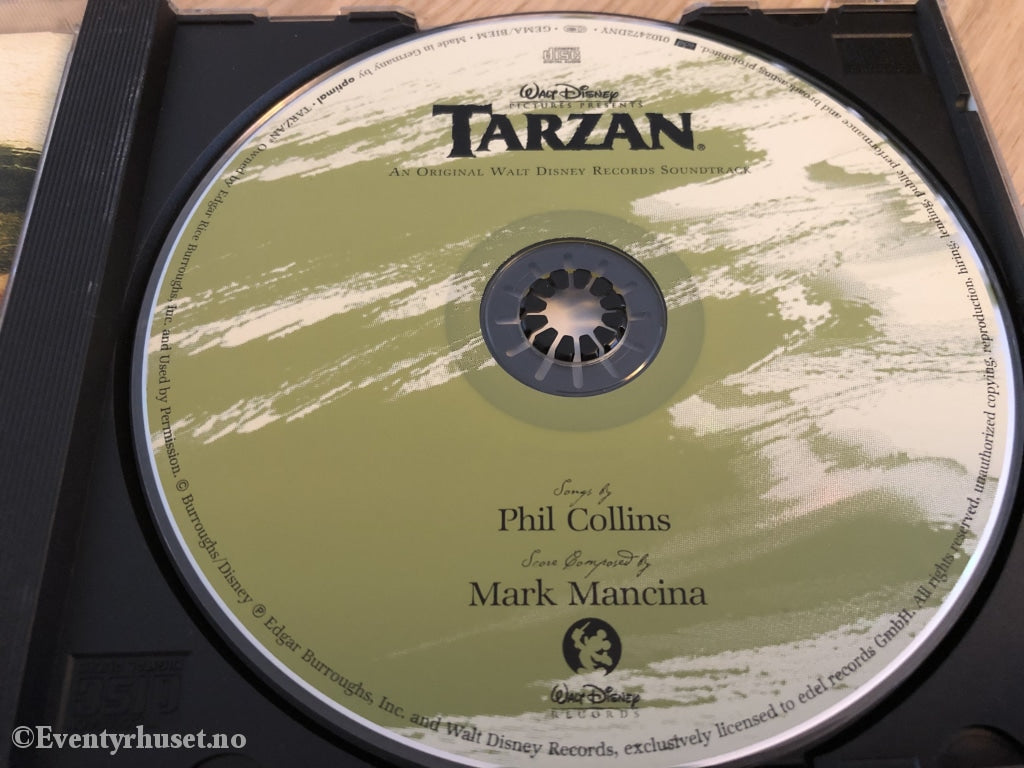 WALT DISNEY
PICTURES PRESENTS
TARZAN®
AN ORIGINAL WALT DISNEY RECORDS SOUNDTRACK
Songs by
Phil Collins
Score Composed by
Mark Mancina
WALT DISNEY
RECORDS
Made in Germany by optimal · TARZAN® Owned by Edgar Rice Burroughs, Inc. and Used by Permission. © Burroughs/Disney ℗ Edgar Burroughs, Inc. and Walt Disney Records, exclusively licensed to edel records GmbH. All rights reserved. unauthorized copying, reproduction, hiring, lending, public performance and broadcasting prohibited. 0102472DNY · GEMA/BIEM ·
©Eventyrhuset.no